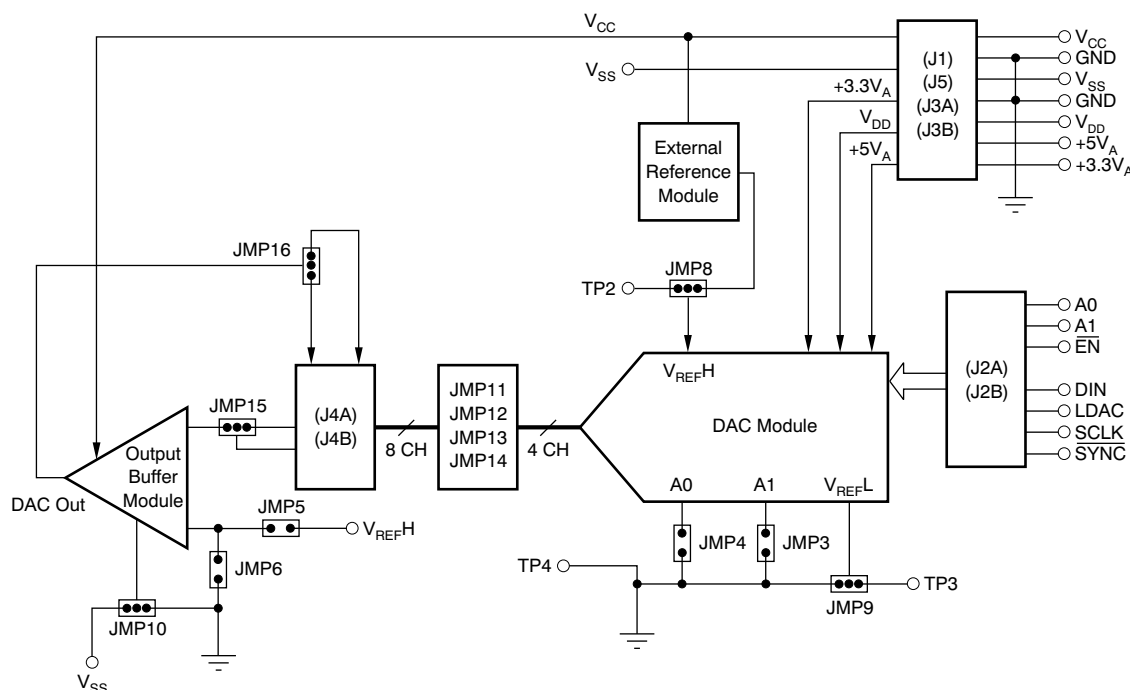 VCC
VCC
(J1)
GND
VSS
(J5)
VSS
+3.3VA
(J3A)
GND
VDD
(J3B)
VDD
+5VA
+5VA
+3.3VA
External
Reference
Module
JMP16
JMP8
TP2
A0
A1
EN
(J2A)
(J2B)
DIN
LDAC
SCLK
SYNC
VREFH
DAC Module
A0
A1
VREFL
JMP11
JMP12
JMP13
JMP14
(J4A)
(J4B)
8 CH
4 CH
JMP15
Output
Buffer
Module
DAC Out
JMP5
VREFH
JMP6
JMP4
JMP3
TP4
TP3
JMP9
JMP10
VSS